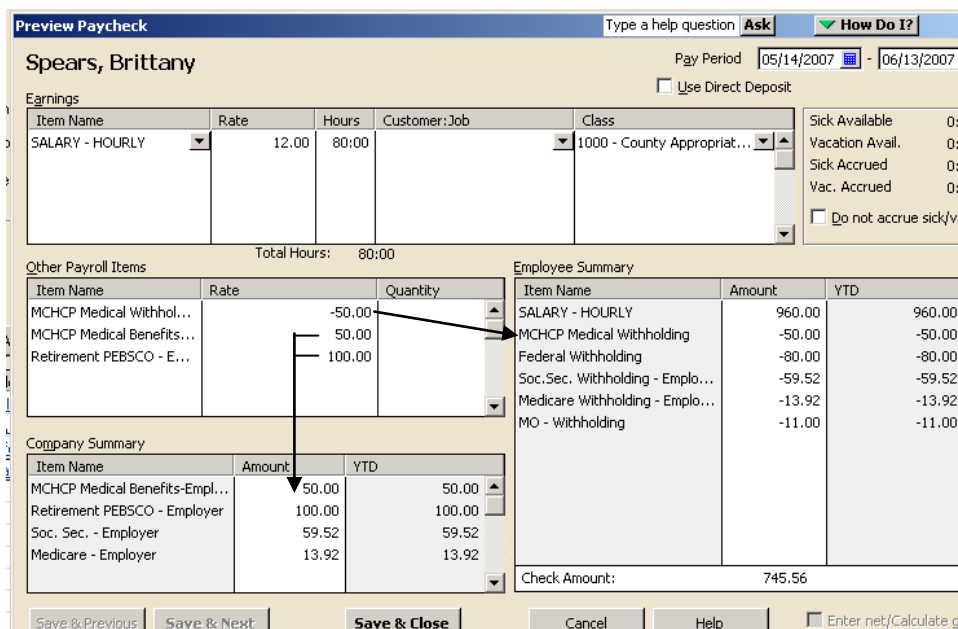 Preview Paycheck Type a help question Ask How Do I?
Spears, Brittany
Pay Period 05/14/2007 - 06/13/2007
Use Direct Deposit
Earnings
Item Name Rate Hours Customer:Job Class
SALARY - HOURLY 12.00 80:00 1000 - County Appropriat...
Sick Available 0:
Vacation Avail. 0:
Sick Accrued 0:
Vac. Accrued 0:
Do not accrue sick/v
Total Hours: 80:00
Other Payroll Items
Item Name Rate Quantity
MCHCP Medical Withhol... -50.00
MCHCP Medical Benefits... 50.00
Retirement PEBSCO - E... 100.00
Employee Summary
Item Name Amount YTD
SALARY - HOURLY 960.00 960.00
MCHCP Medical Withholding -50.00 -50.00
Federal Withholding -80.00 -80.00
Soc.Sec. Withholding - Emplo... -59.52 -59.52
Medicare Withholding - Emplo... -13.92 -13.92
MO - Withholding -11.00 -11.00
Company Summary
Item Name Amount YTD
MCHCP Medical Benefits-Empl... 50.00 50.00
Retirement PEBSCO - Employer 100.00 100.00
Soc. Sec. - Employer 59.52 59.52
Medicare - Employer 13.92 13.92
Check Amount: 745.56
Save & Previous Save & Next Save & Close Cancel Help Enter net/Calculate g